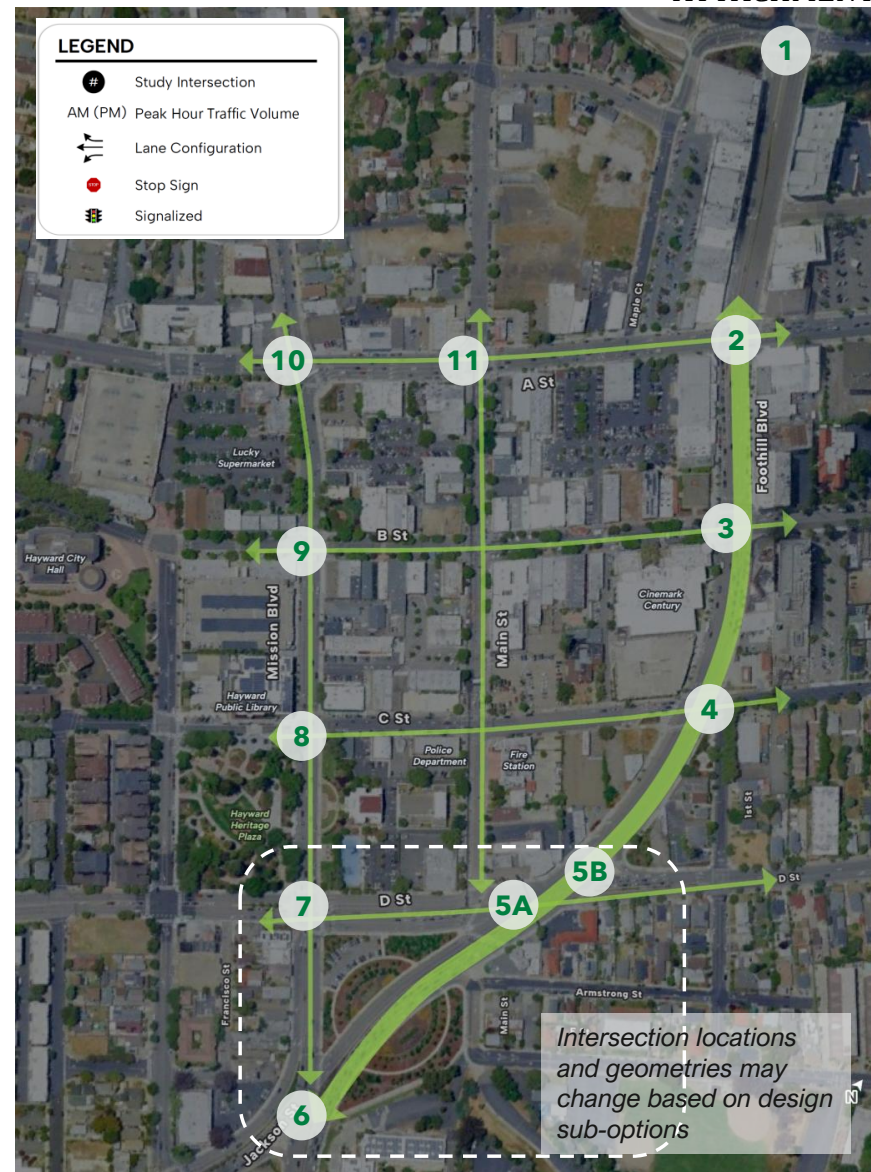 LEGEND
# Study Intersection
AM (PM) Peak Hour Traffic Volume
Lane Configuration
STOP Stop Sign
Signalized
1
Maple Ct
2
10
11
A St
Foothill Blvd
Lucky
Supermarket
3
B St
9
Hayward City
Hall
Cinemark
Century
Mission Blvd
Main St
Hayward
Public Library
4
C St
8
Police
Department
Fire
Station
1st St
Hayward
Heritage
Plaza
5B
D St
7
D St
5A
Francisco St
Armstrong St
Main St
Intersection locations
and geometries may
change based on design
sub-options
N
6